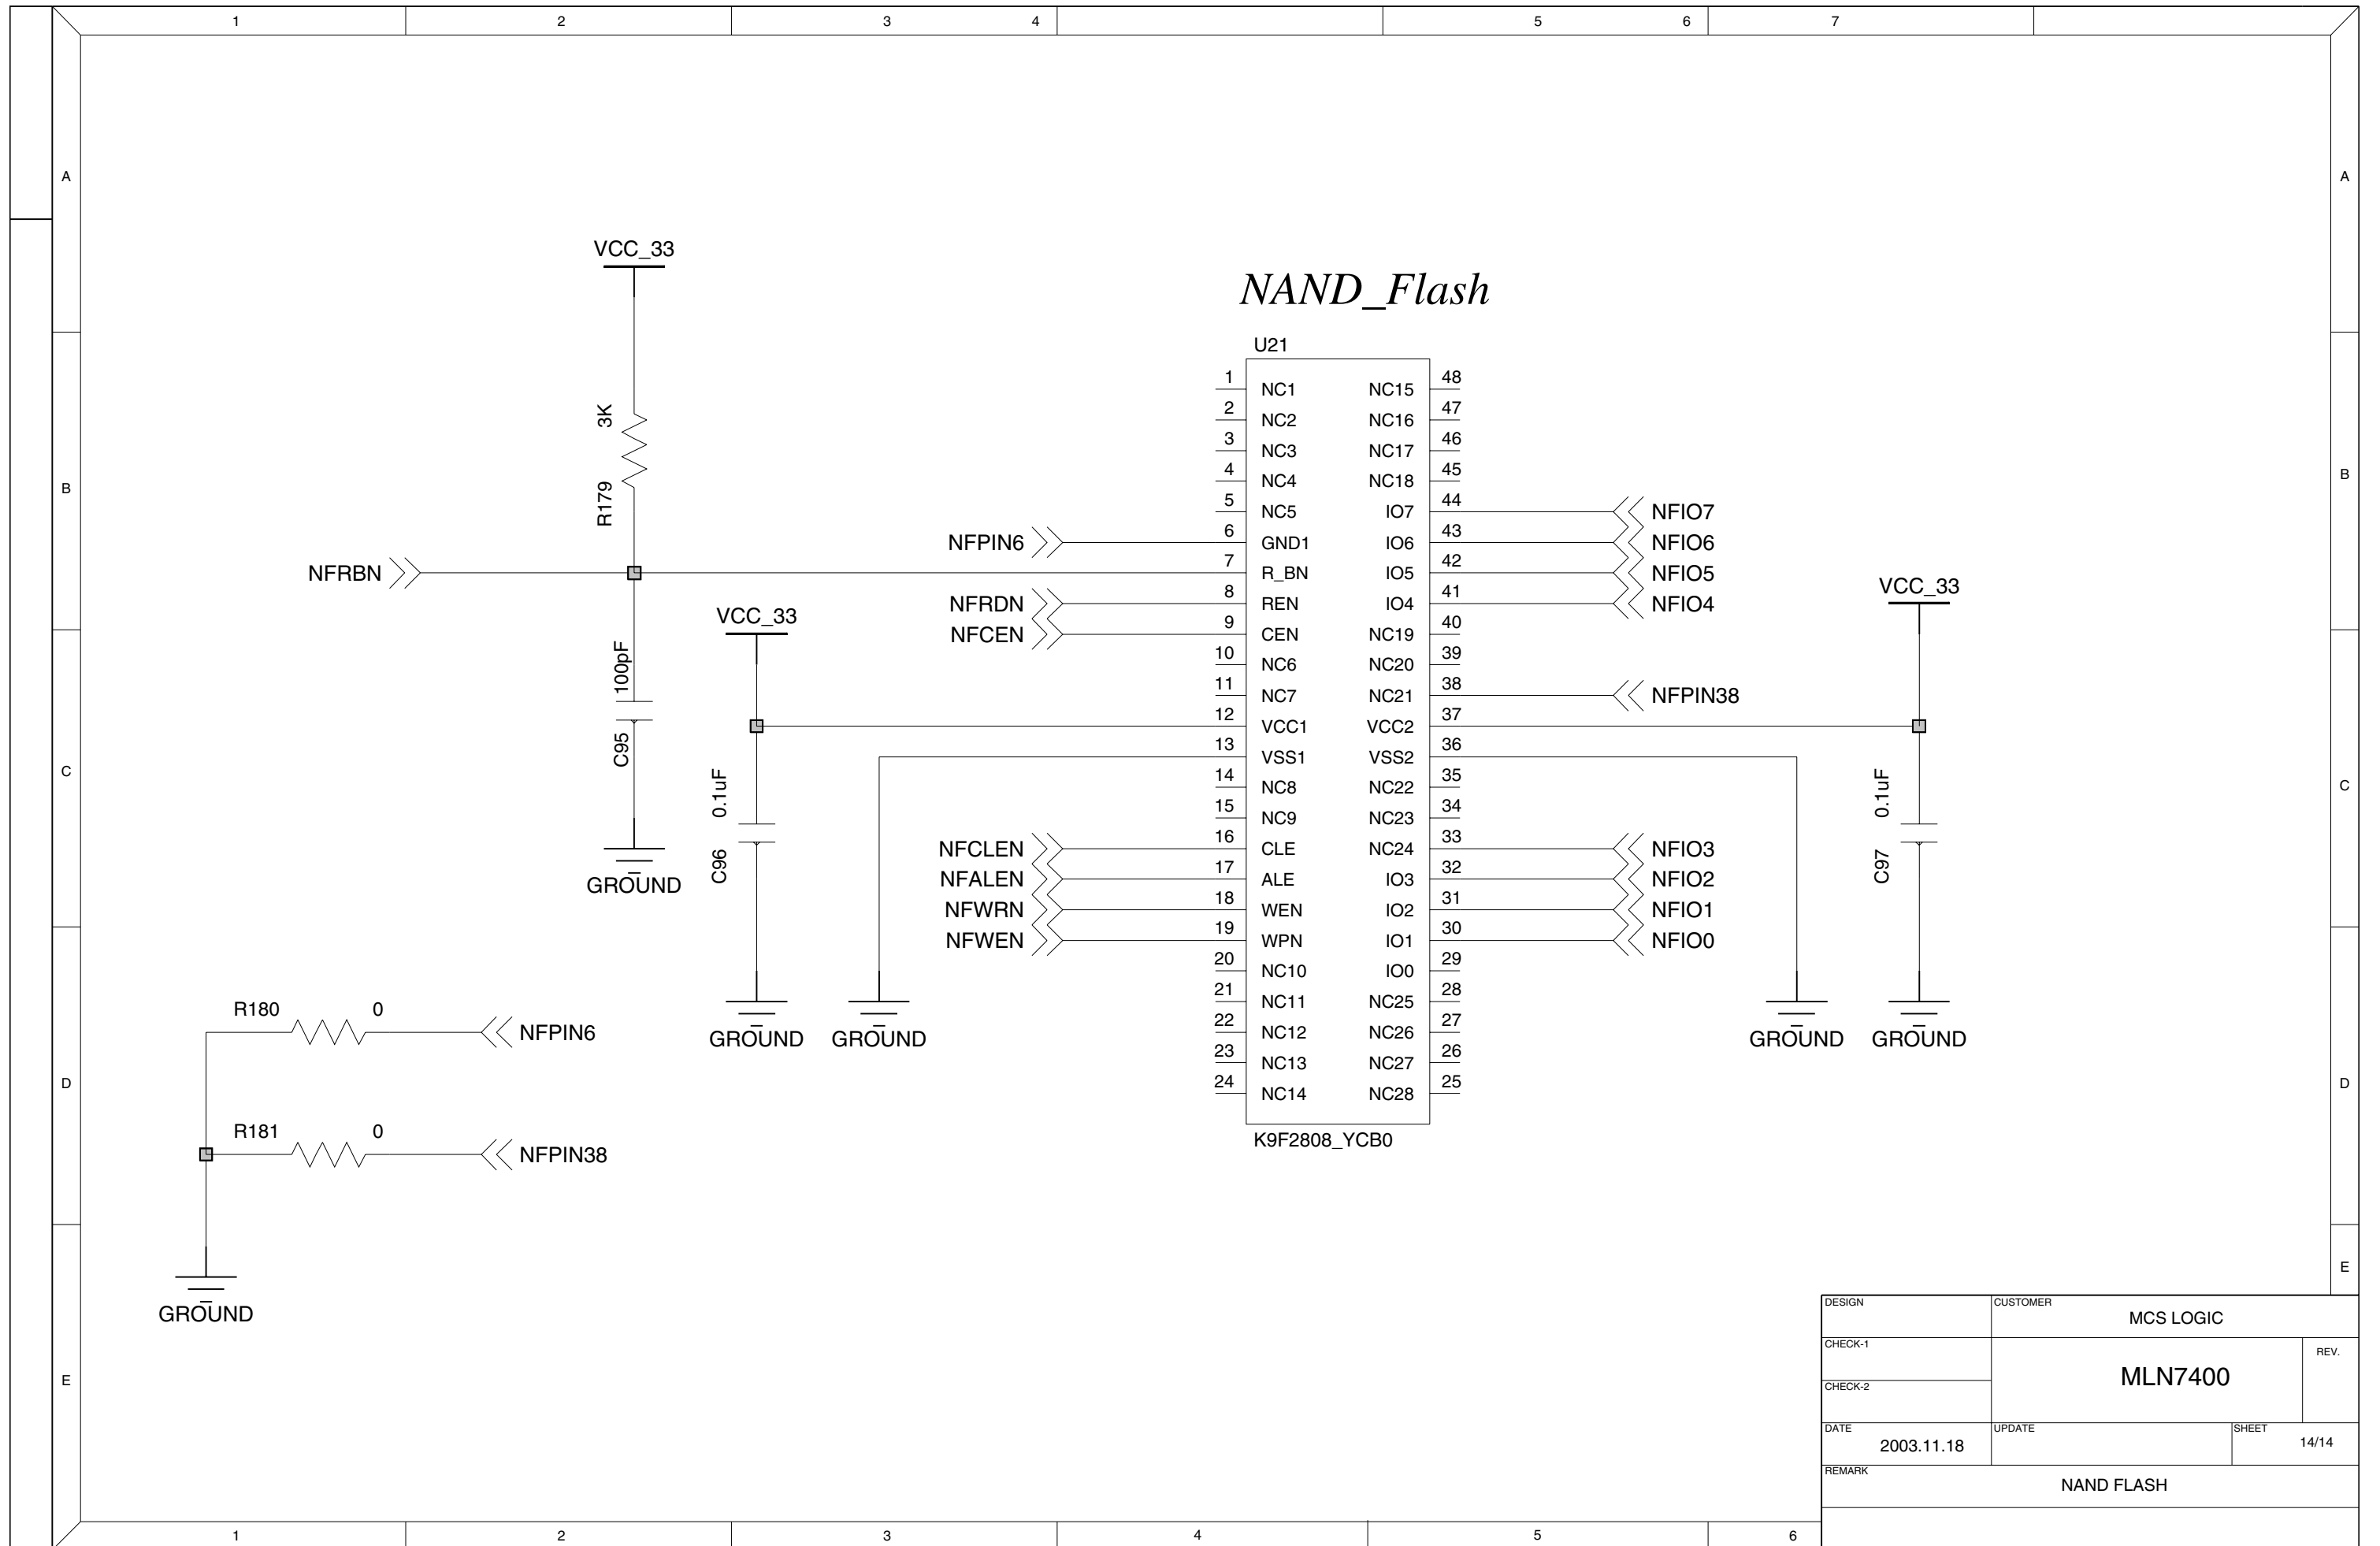 1 2 3 4 5 6 7
A A
VCC_33
NAND_Flash
U21
1 NC1 NC15 48
2 NC2 NC16 47
3 NC3 NC17 46
4 NC4 NC18 45
5 NC5 IO7 44 NFIO7
NFPIN6 6 GND1 IO6 43 NFIO6
NFRBN 7 R_BN IO5 42 NFIO5
NFRDN 8 REN IO4 41 NFIO4
NFCEN 9 CEN NC19 40
10 NC6 NC20 39
11 NC7 NC21 38 NFPIN38
12 VCC1 VCC2 37
13 VSS1 VSS2 36
14 NC8 NC22 35
15 NC9 NC23 34
NFCLEN 16 CLE NC24 33 NFIO3
NFALEN 17 ALE IO3 32 NFIO2
NFWRN 18 WEN IO2 31 NFIO1
NFWEN 19 WPN IO1 30 NFIO0
20 NC10 IO0 29
21 NC11 NC25 28
22 NC12 NC26 27
23 NC13 NC27 26
24 NC14 NC28 25
K9F2808_YCB0
3K
R179
B B
VCC_33
VCC_33
100pF
C95
GROUND
0.1uF
C96
GROUND
GROUND
0.1uF
C97
GROUND
GROUND
C C
R180 0 NFPIN6
R181 0 NFPIN38
GROUND
D D
E E
DESIGN
CUSTOMER
MCS LOGIC
CHECK-1
MLN7400
REV.
CHECK-2
DATE
2003.11.18
UPDATE
SHEET
14/14
REMARK
NAND FLASH
1 2 3 4 5 6